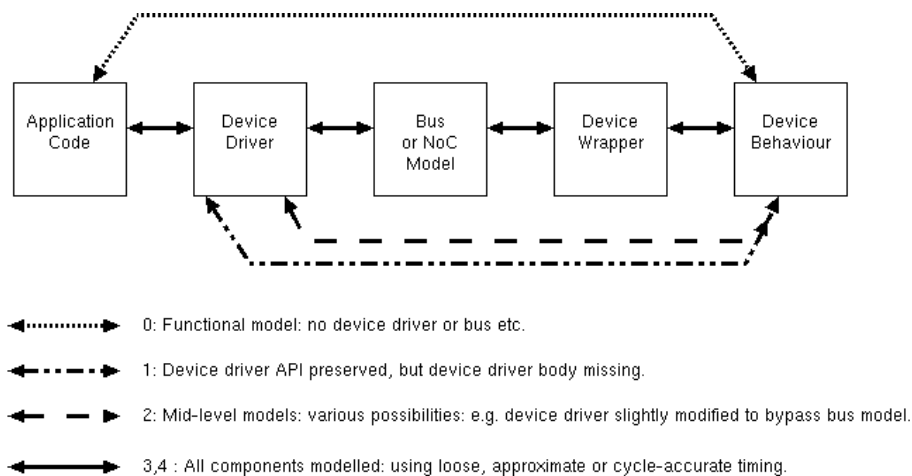 Application
Code
Device
Driver
Bus
or NoC
Model
Device
Wrapper
Device
Behaviour
0: Functional model: no device driver or bus etc.
1: Device driver API preserved, but device driver body missing.
2: Mid-level models: various possibilities: e.g. device driver slightly modified to bypass bus model.
3,4 : All components modelled: using loose, approximate or cycle-accurate timing.